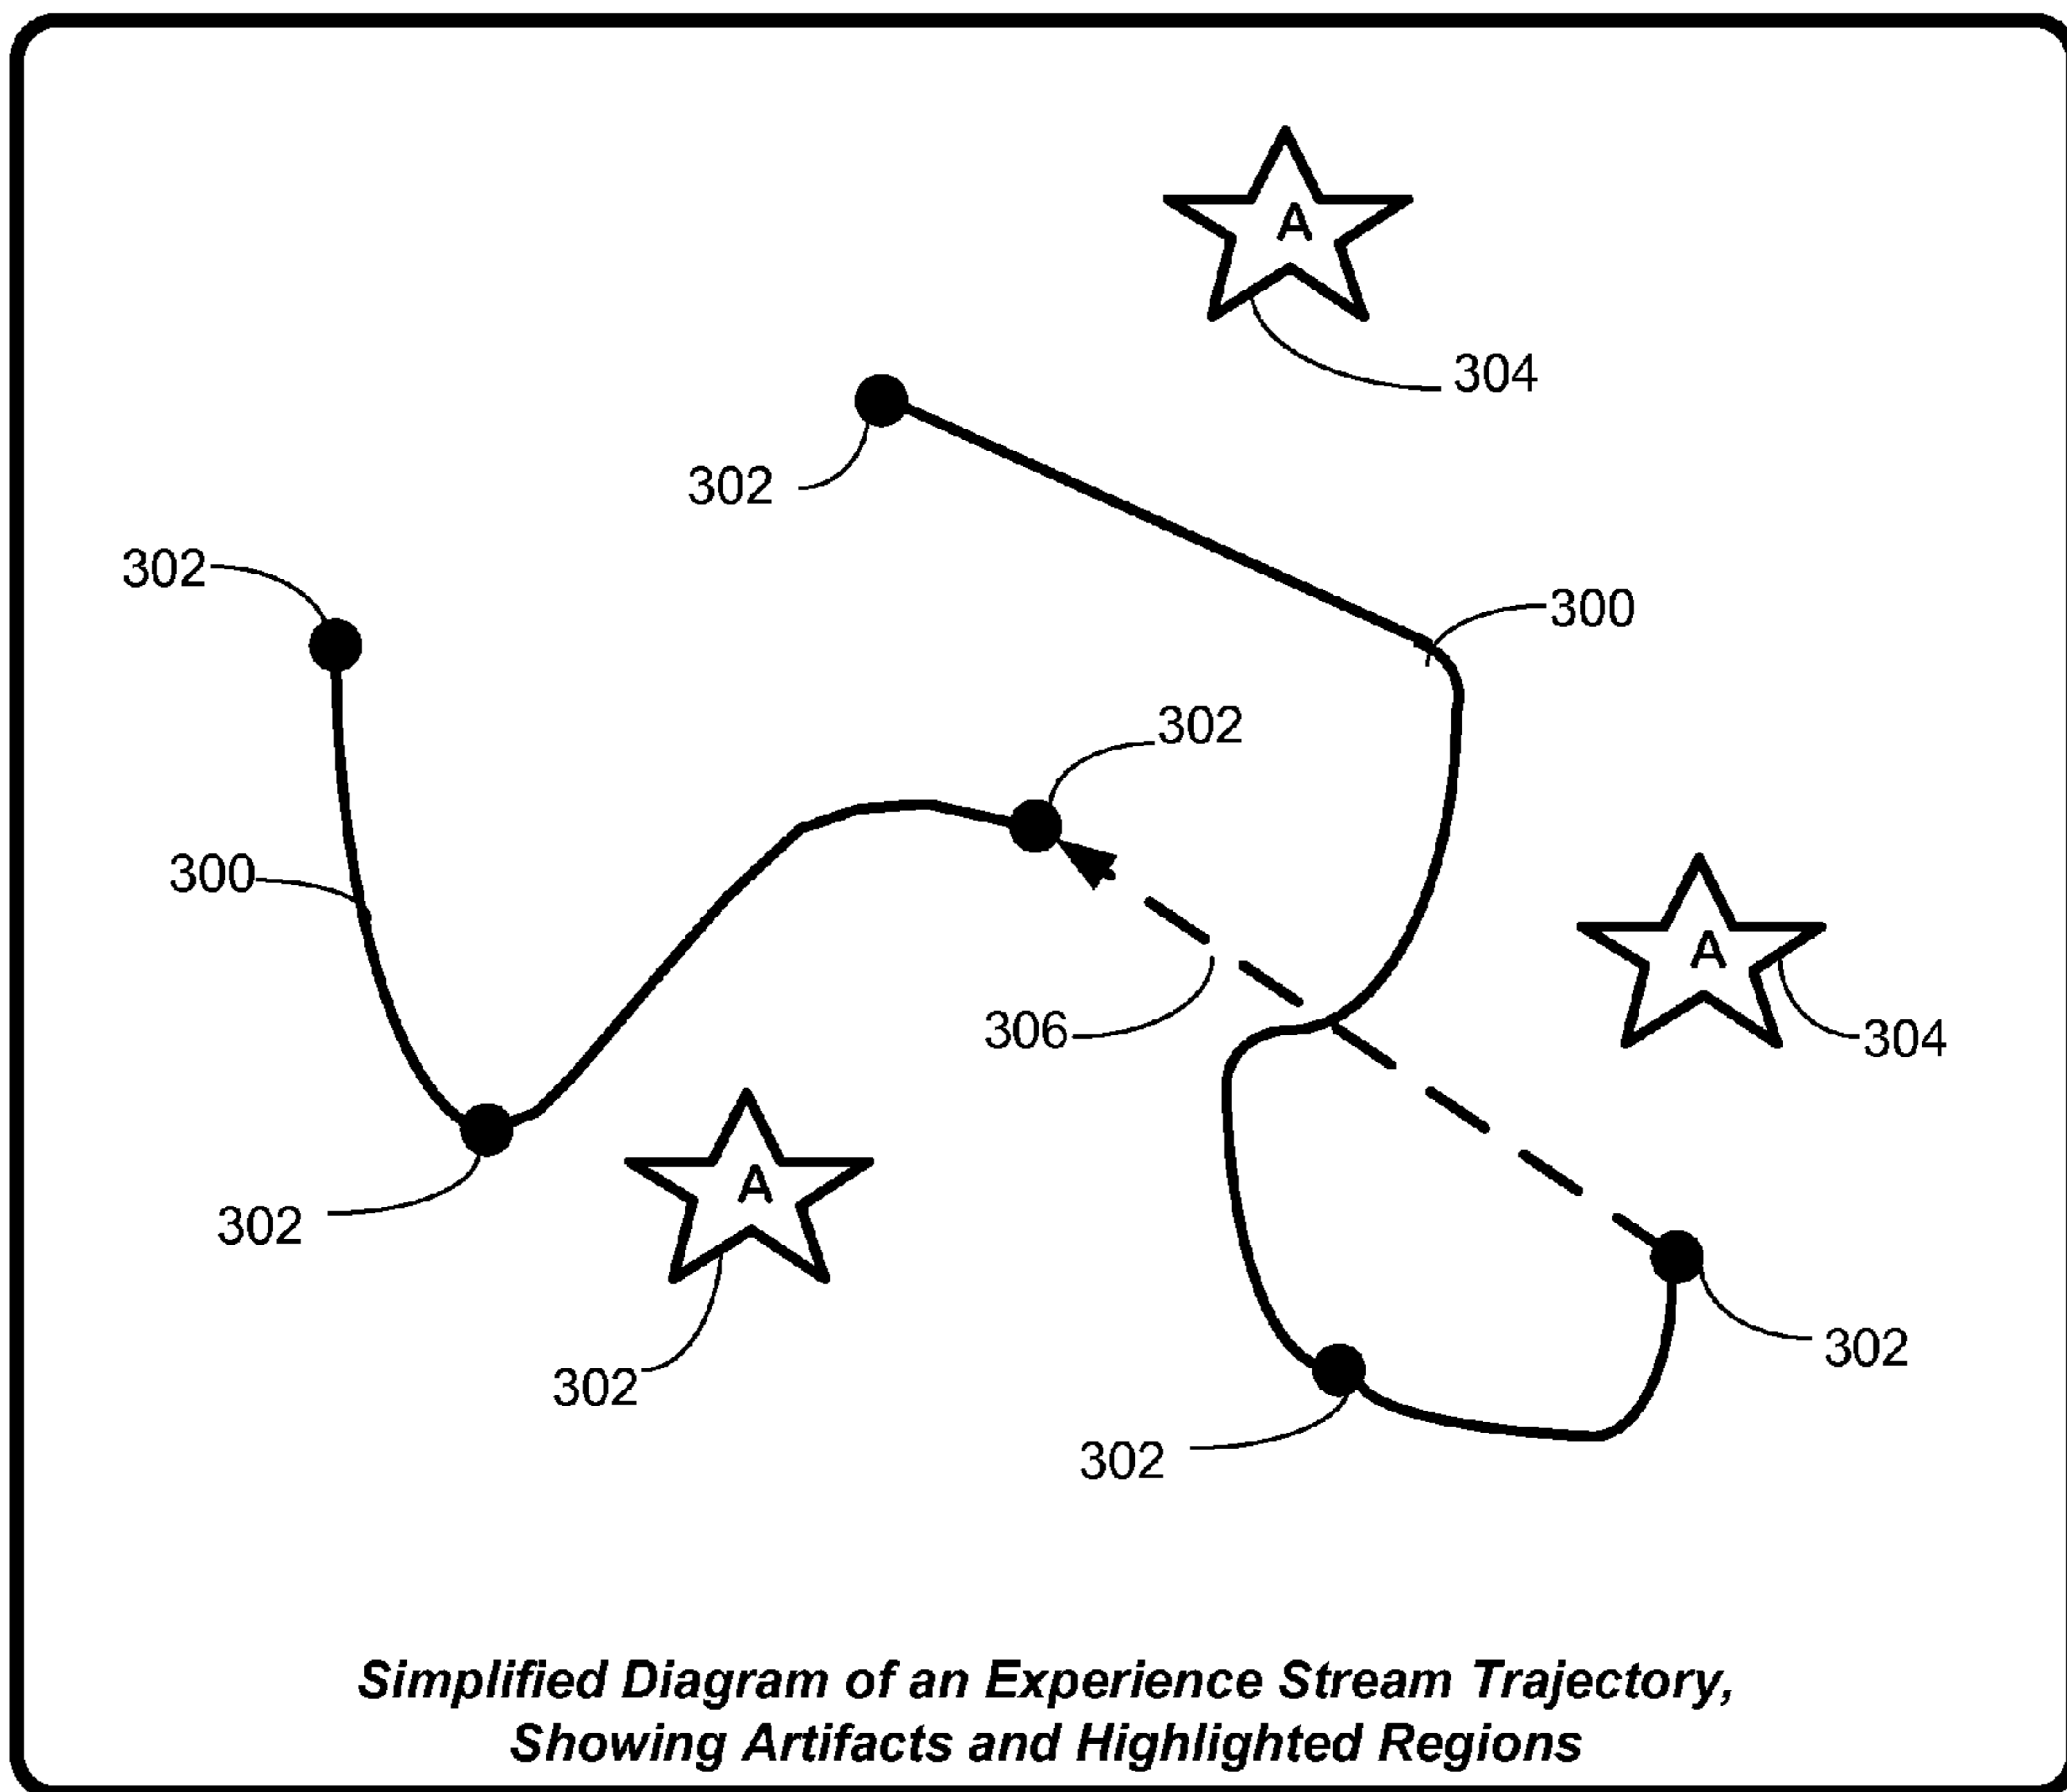 A
304
302
302
300
302
300
A
306
304
A
302
302
302
302
Simplified Diagram of an Experience Stream Trajectory,
Showing Artifacts and Highlighted Regions